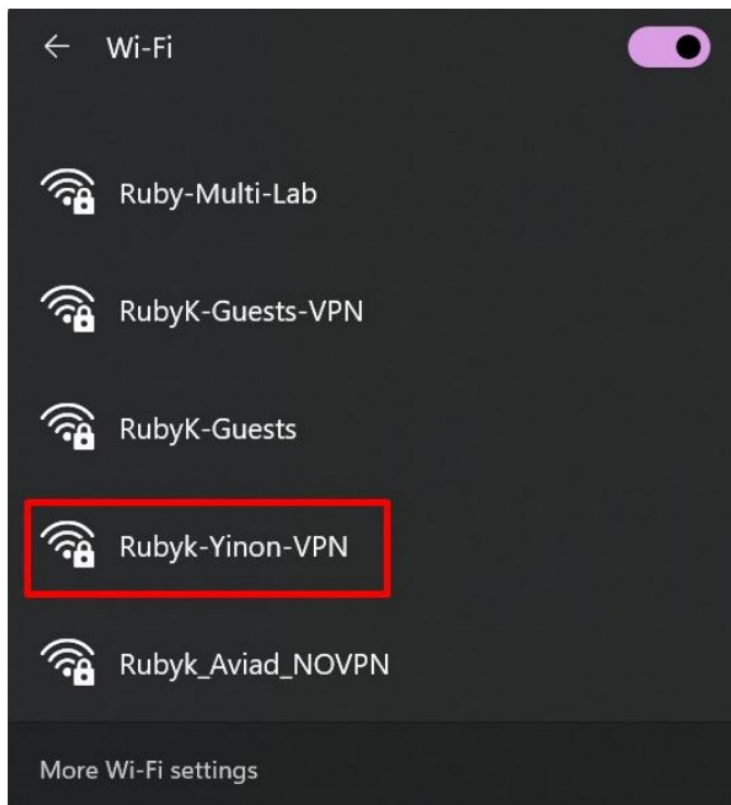 Wi-Fi
Ruby-Multi-Lab
RubyK-Guests-VPN
RubyK-Guests
Rubyk-Yinon-VPN
Rubyk_Aviad_NOVPN
More Wi-Fi settings